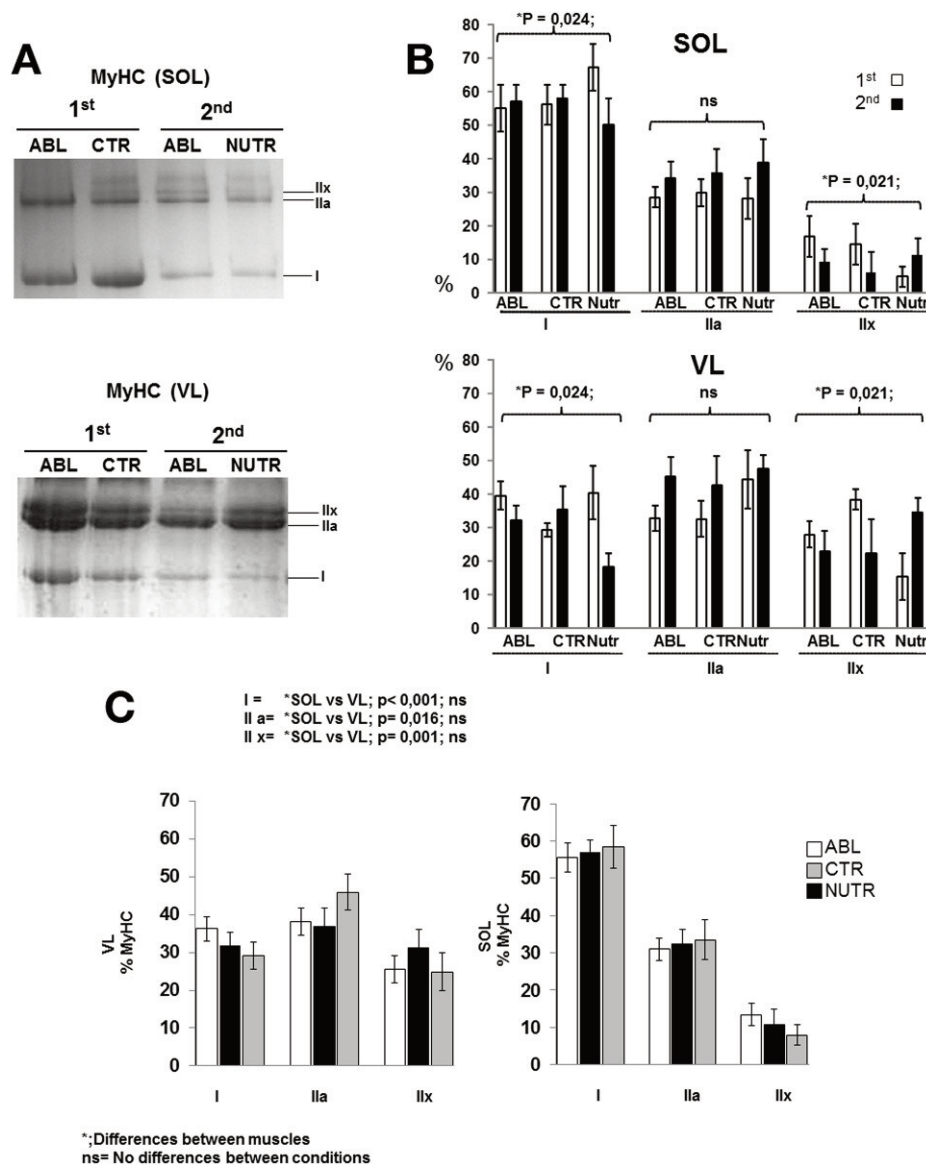 A
MyHC (SOL)
1st 2nd
ABL CTR ABL NUTR
IIx
IIa
I
MyHC (VL)
1st 2nd
ABL CTR ABL NUTR
IIx
IIa
I
B
*P = 0,024;
SOL
1st
2nd
ns
*P = 0,021;
80
70
60
50
40
30
20
10
0
%
ABL CTR Nutr ABL CTR Nutr ABL CTR Nutr
I IIa IIx
%
VL
*P = 0,024; ns *P = 0,021;
80
70
60
50
40
30
20
10
0
ABL CTR Nutr ABL CTRNutr ABL CTR Nutr
I IIa IIx
C
I = *SOL vs VL; p< 0,001; ns
II a= *SOL vs VL; p= 0,016; ns
II x= *SOL vs VL; p= 0,001; ns
VL
% MyHC
70
60
50
40
30
20
10
0
I IIa IIx
SOL
% MyHC
70
60
50
40
30
20
10
0
I IIa IIx
ABL
CTR
NUTR
*;Differences between muscles
ns= No differences between conditions